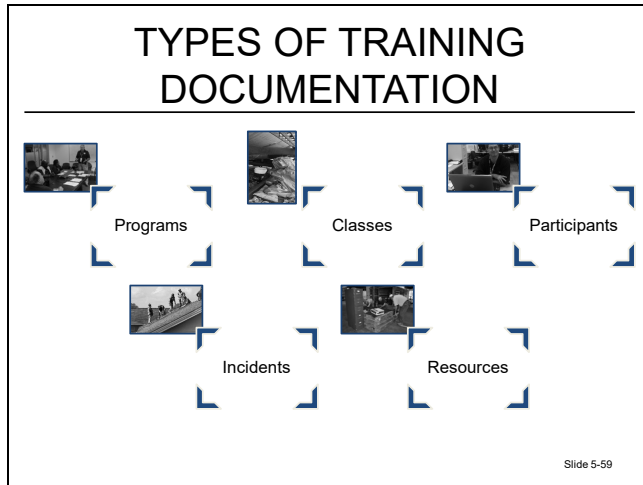 TYPES OF TRAINING
DOCUMENTATION
Programs
Classes
Participants
Incidents
Resources
Slide 5-59